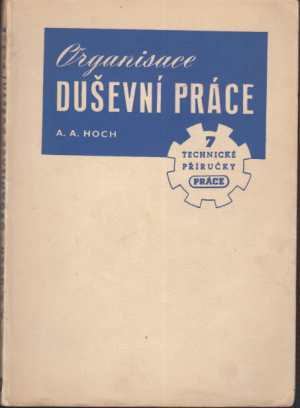 Organisace
DUŠEVNÍ PRÁCE
A. A. HOCH
7
TECHNICKÉ
PŘÍRUČKY
PRÁCE